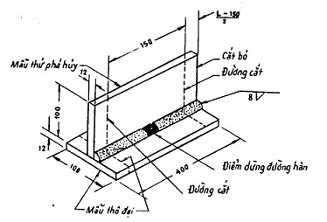 L-150
2
150
Cắt bỏ
Mẫu thử phá hủy
12
Đường cắt
8
100
12
Điểm dừng đường hàn
400
108
Đường cắt
Mẫu thô đại